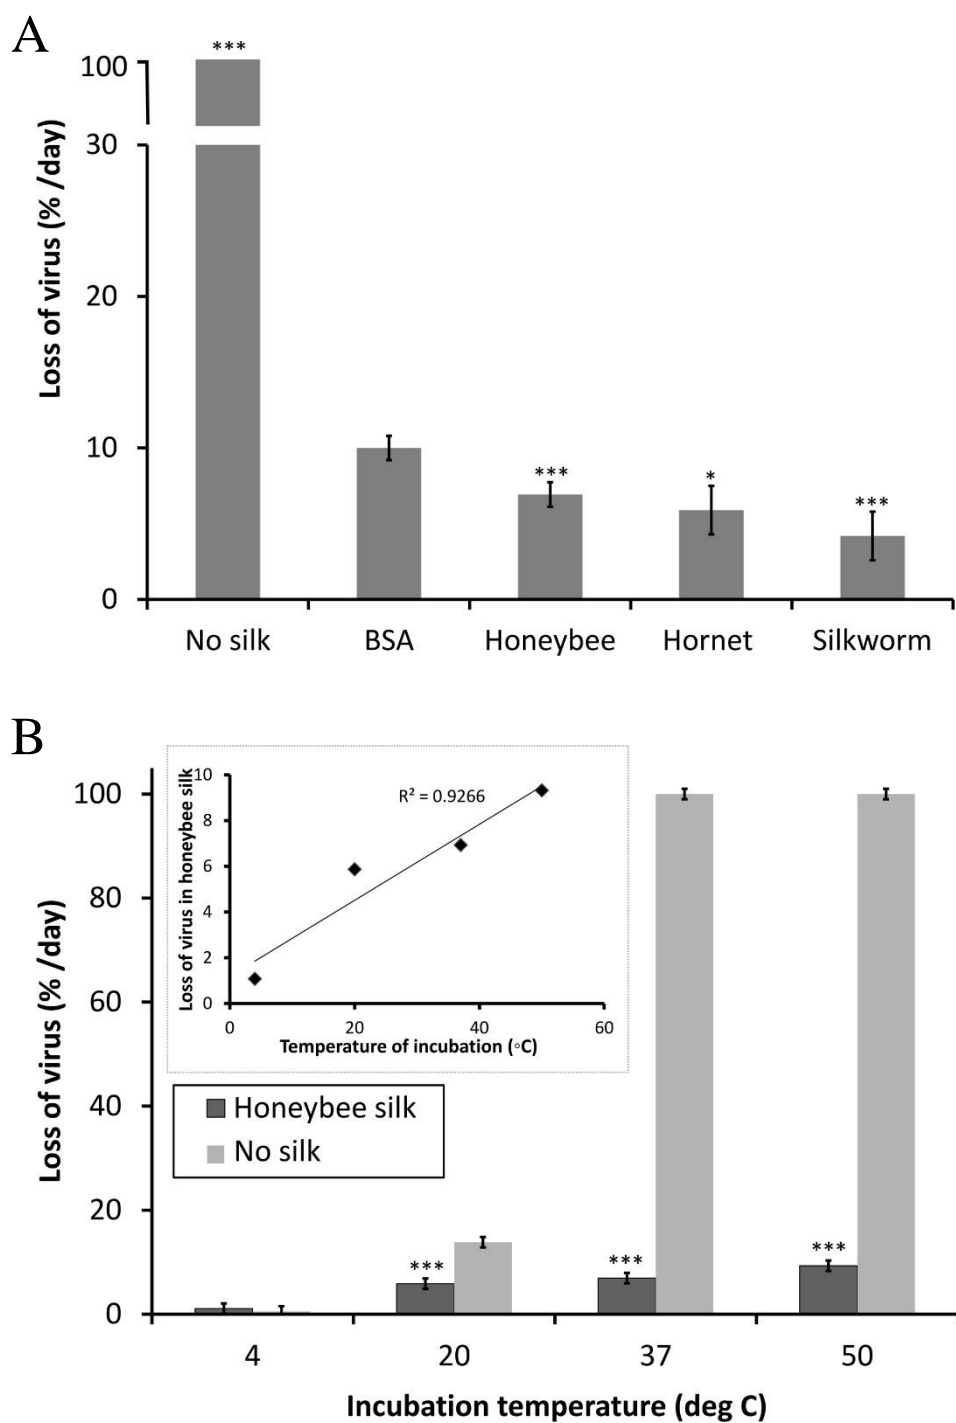 A
***
100
30
20
10
0
Loss of virus (% /day)
***
*
***
No silk
BSA
Honeybee
Hornet
Silkworm
B
100
80
60
40
20
0
Loss of virus (% /day)
10
8
6
4
2
0
Loss of virus in honeybee silk
R² = 0.9266
0
20
40
60
Temperature of incubation (◦C)
Honeybee silk
No silk
***
***
***
4
20
37
50
Incubation temperature (deg C)